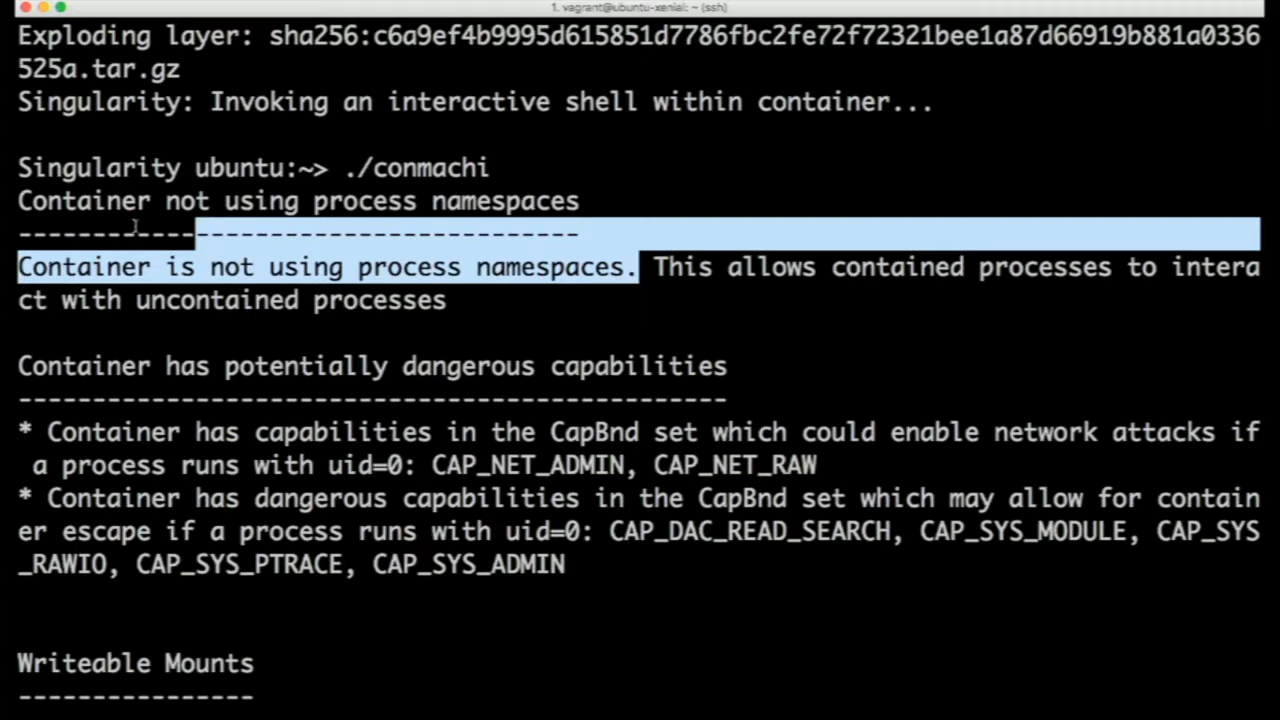 1. vagrant@ubuntu-xenial: ~ (ssh)
Exploding layer: sha256:c6a9ef4b9995d615851d7786fbc2fe72f72321bee1a87d66919b881a0336
525a.tar.gz
Singularity: Invoking an interactive shell within container...
Singularity ubuntu:~> ./conmachi
Container not using process namespaces
--------------------------------------
Container is not using process namespaces. This allows contained processes to intera
ct with uncontained processes
Container has potentially dangerous capabilities
------------------------------------------------
* Container has capabilities in the CapBnd set which could enable network attacks if
a process runs with uid=0: CAP_NET_ADMIN, CAP_NET_RAW
* Container has dangerous capabilities in the CapBnd set which may allow for contain
er escape if a process runs with uid=0: CAP_DAC_READ_SEARCH, CAP_SYS_MODULE, CAP_SYS
_RAWIO, CAP_SYS_PTRACE, CAP_SYS_ADMIN
Writeable Mounts
----------------